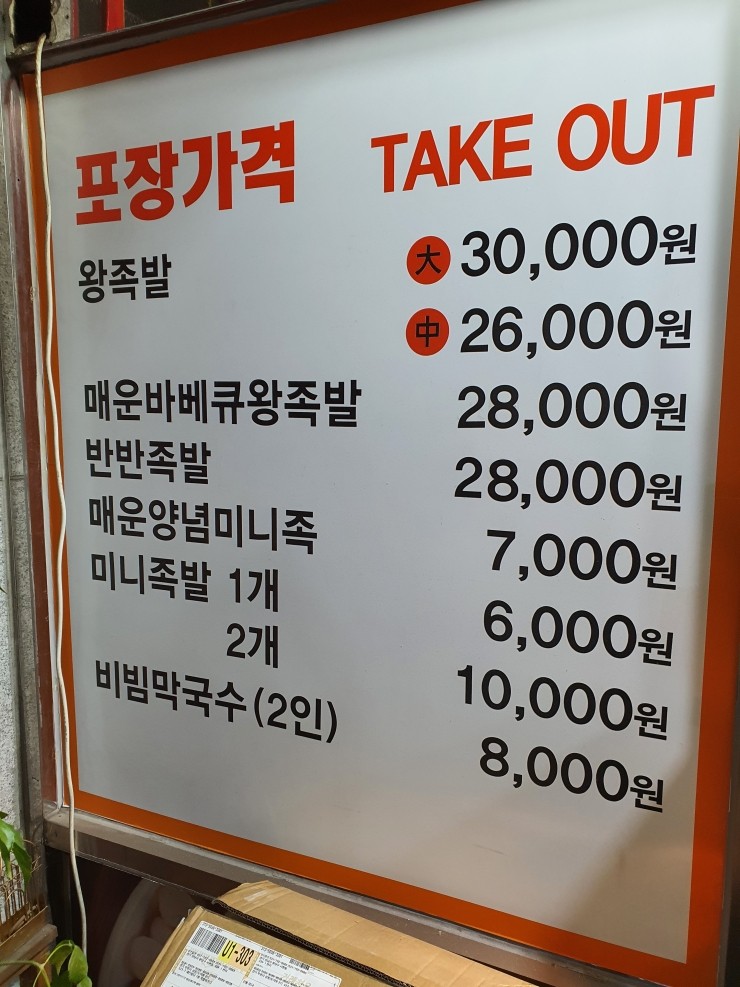 포장가격 TAKE OUT
왕족발 大 30,000원
中 26,000원
매운바베큐왕족발 28,000원
반반족발 28,000원
매운양념미니족 7,000원
미니족발 1개 6,000원
2개 10,000원
비빔막국수(2인) 8,000원
U1-303